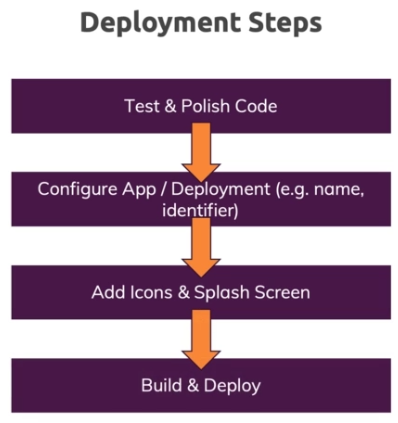 Deployment Steps
Test & Polish Code
Configure App / Deployment (e.g. name,
identifier)
Add Icons & Splash Screen
Build & Deploy